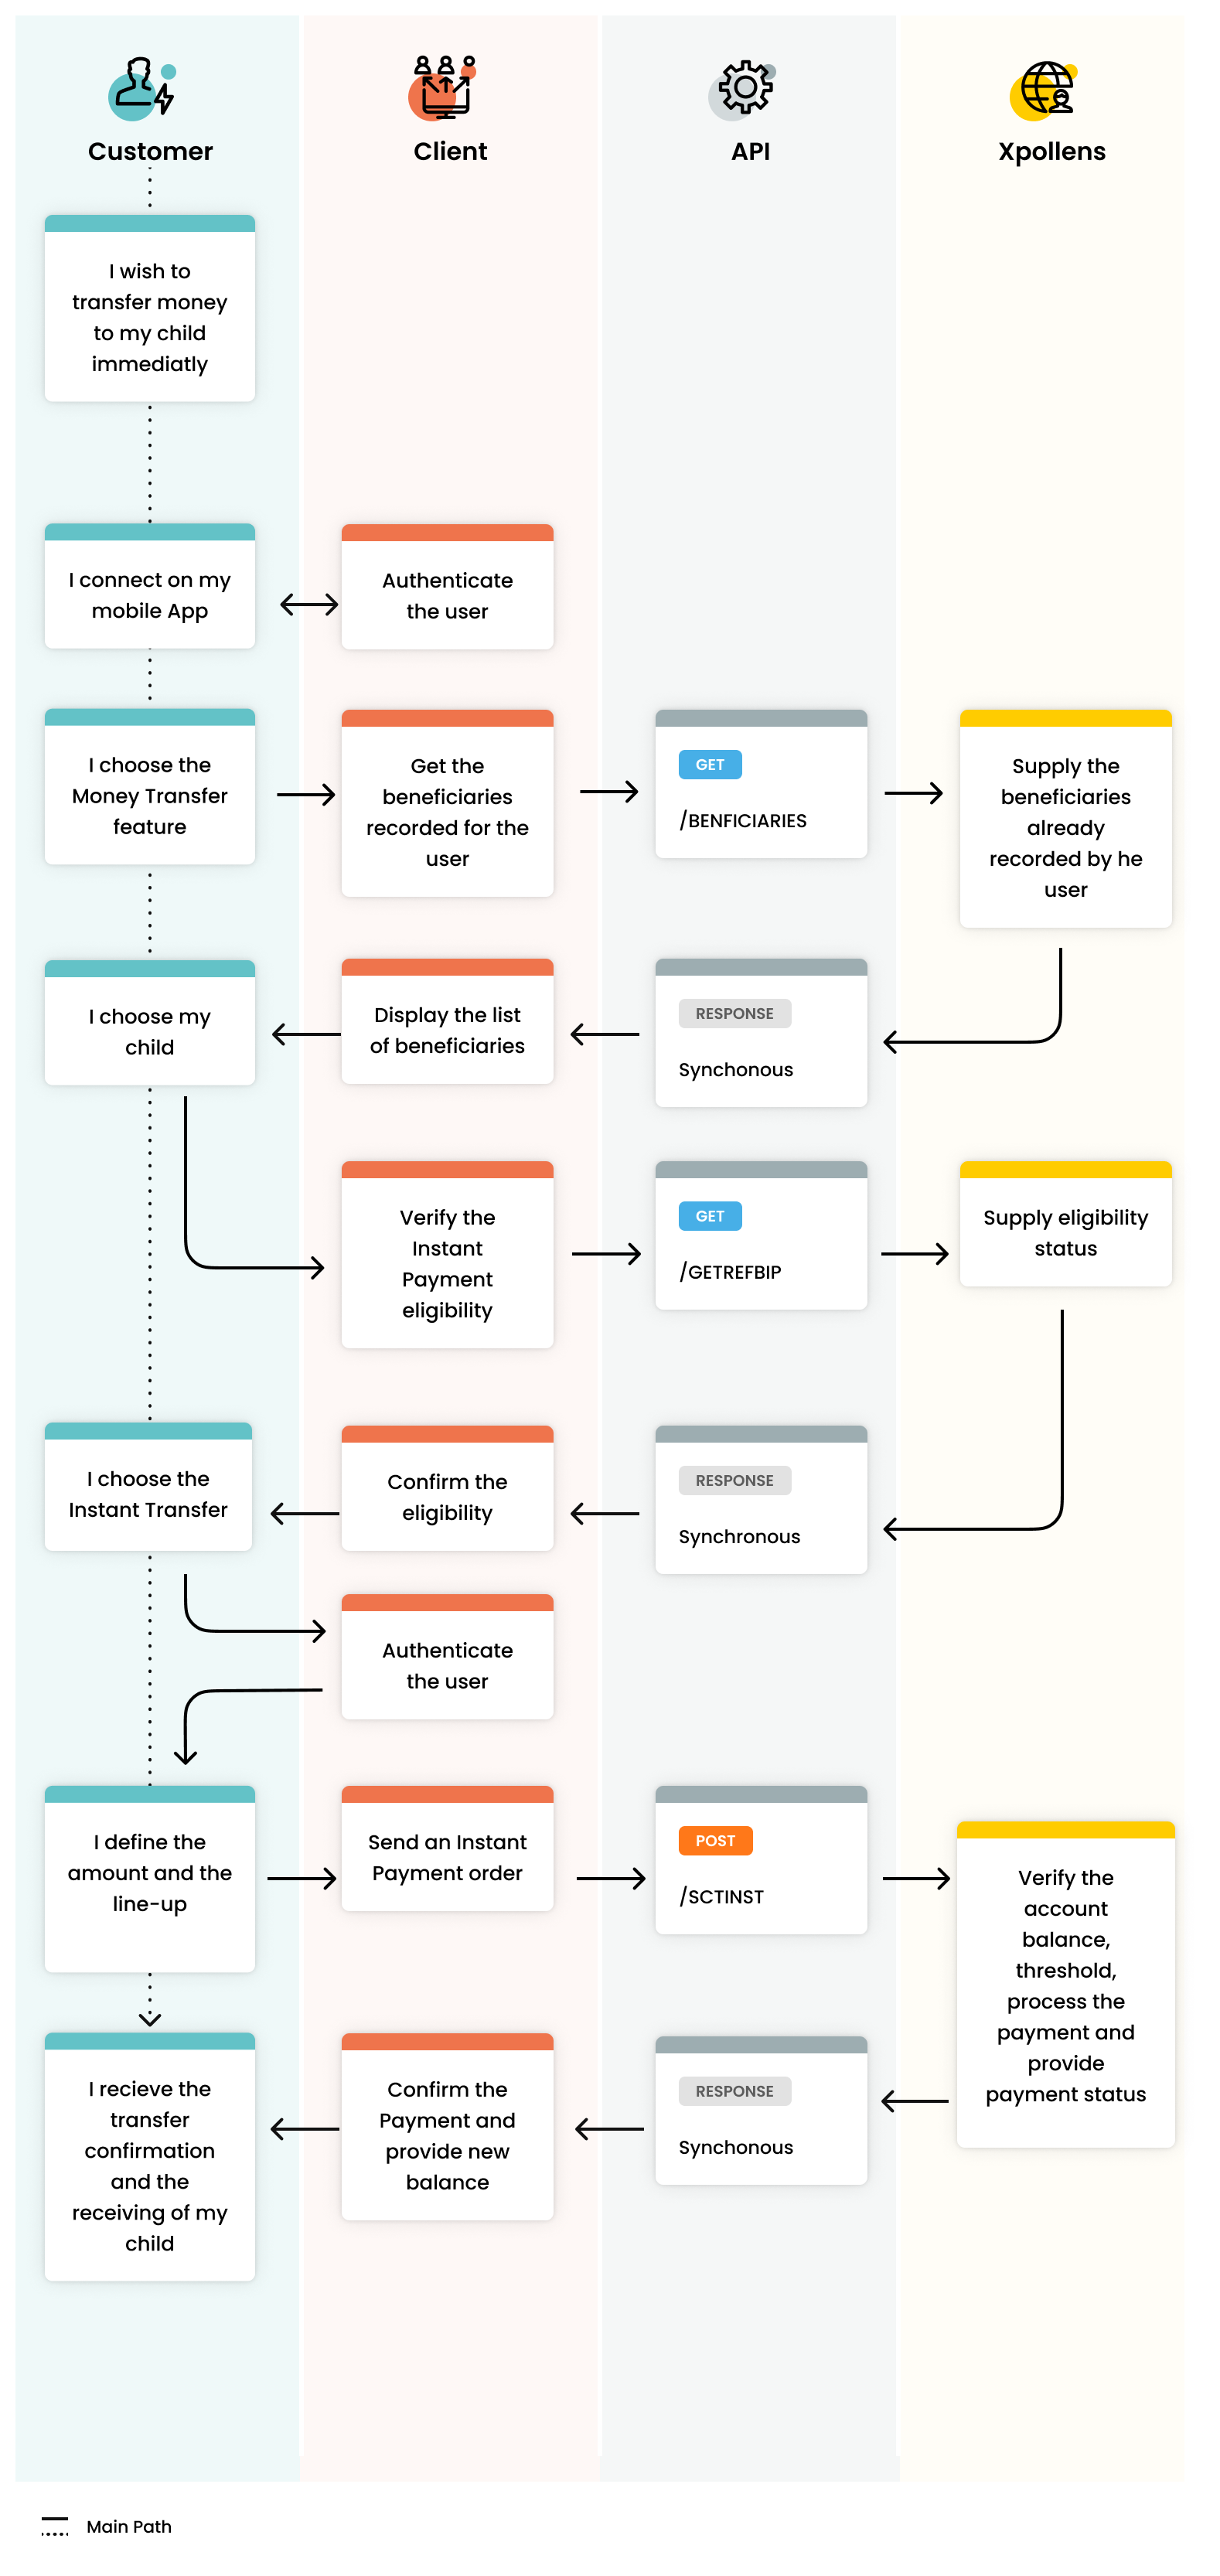 Customer
Client
API
Xpollens
I wish to
transfer money
to my child
immediatly
I connect on my
mobile App
Authenticate
the user
I choose the
Money Transfer
feature
Get the
beneficiaries
recorded for the
user
GET
/BENFICIARIES
Supply the
beneficiaries
already
recorded by he
user
I choose my
child
Display the list
of beneficiaries
RESPONSE
Synchonous
Verify the
Instant
Payment
eligibility
GET
/GETREFBIP
Supply eligibility
status
I choose the
Instant Transfer
Confirm the
eligibility
RESPONSE
Synchronous
Authenticate
the user
I define the
amount and the
line-up
Send an Instant
Payment order
POST
/SCTINST
Verify the
account
balance,
threshold,
process the
payment and
provide
payment status
I recieve the
transfer
confirmation
and the
receiving of my
child
Confirm the
Payment and
provide new
balance
RESPONSE
Synchonous
Main Path